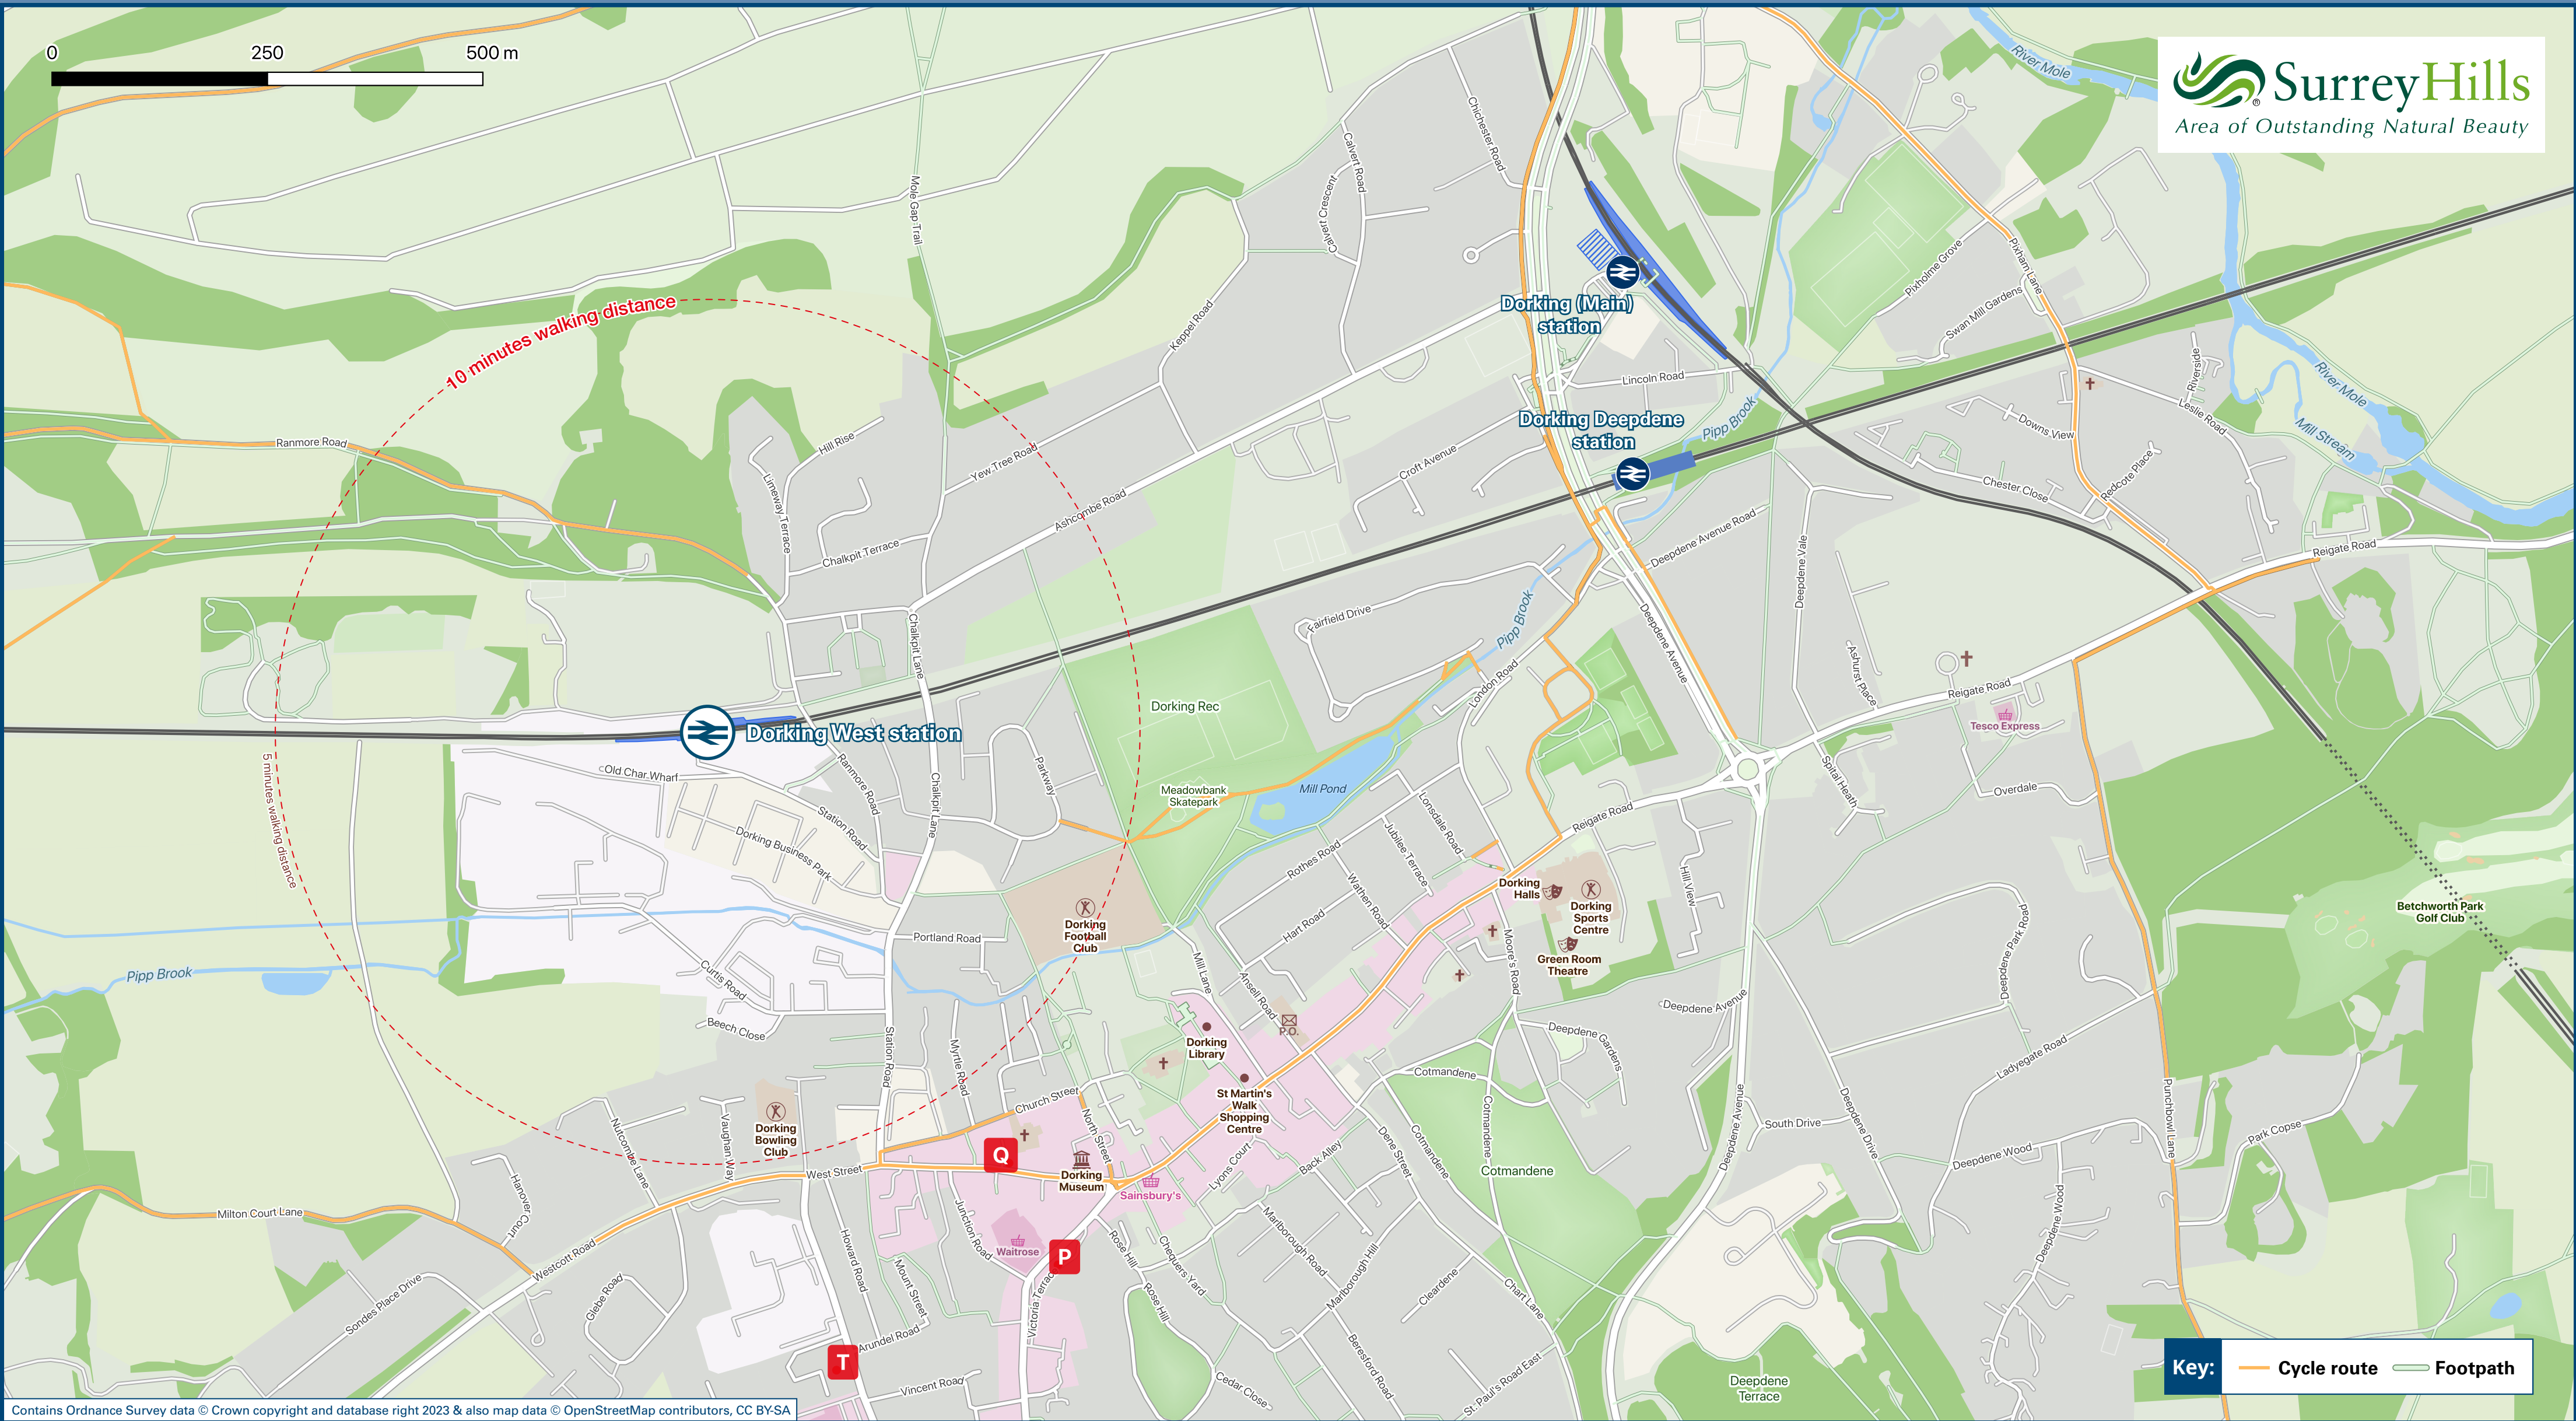 0 250 500 m
SurreyHills
®
Area of Outstanding Natural Beauty
River Mole
Chichester Road
Calvert Road
Calvert Crescent
Mole Gap Trail
Pixham Lane
Pixholme Grove
Swan Mill Gardens
Dorking (Main)
station
10 minutes walking distance
Keppel Road
Lincoln Road
Riverside
Leslie Road
River Mole
Mill Stream
Dorking Deepdene
station
Pipp Brook
Downs View
Ranmore Road
Hill Rise
Yew Tree Road
Croft Avenue
Chester Close
Redcote Place
Limeway Terrace
Ashcombe Road
Chalkpit Terrace
Deepdene Avenue Road
Deepdene Vale
Reigate Road
Fairfield Drive
Pipp Brook
Chalkpit Lane
Deepdene Avenue
London Road
Ashurst Place
Reigate Road
Tesco Express
Dorking Rec
Dorking West station
Old Char Wharf
Ranmore Road
Parkway
Chalkpit Lane
5 minutes walking distance
Meadowbank
Skatepark
Mill Pond
Spital Heath
Overdale
Station Road
Dorking Business Park
Lonsdale Road
Jubilee Terrace
Reigate Road
Rothes Road
Wathen Road
Hart Road
Dorking
Halls
Dorking
Sports
Centre
Hill View
Green Room
Theatre
Deepdene Park Road
Betchworth Park
Golf Club
Dorking
Football
Club
Portland Road
Pipp Brook
Curtis Road
Beech Close
Mill Lane
Ansell Road
Moore's Road
Deepdene Avenue
P.O.
Deepdene Gardens
Dorking
Library
Station Road
Myrtle Road
Church Street
North Street
St Martin's
Walk
Shopping
Centre
Cotmandene
Cotmandene
Cotmandene
Cotmandene
Ladyegate Road
Deepdene Drive
Deepdene Avenue
South Drive
Punchbowl Lane
Park Copse
Deepdene Wood
Deepdene Wood
Dorking
Bowling
Club
Nutcombe Lane
Vaughan Way
West Street
Q
Dorking
Museum
Sainsbury's
Lyons Court
Back Alley
Dene Street
Hanover Court
Milton Court Lane
Westcott Road
Howard Road
Junction Road
Waitrose
P
Rose Hill
Rose Hill
Chequers Yard
Marlborough Road
Marlborough Hill
Cleardene
Chart Lane
Sondes Place Drive
Glebe Road
Mount Street
Victoria Terrace
Arundel Road
T
Vincent Road
Cedar Close
Beresford Road
St. Paul's Road East
Deepdene
Terrace
Key: Cycle route Footpath
Contains Ordnance Survey data © Crown copyright and database right 2023 & also map data © OpenStreetMap contributors, CC BY-SA